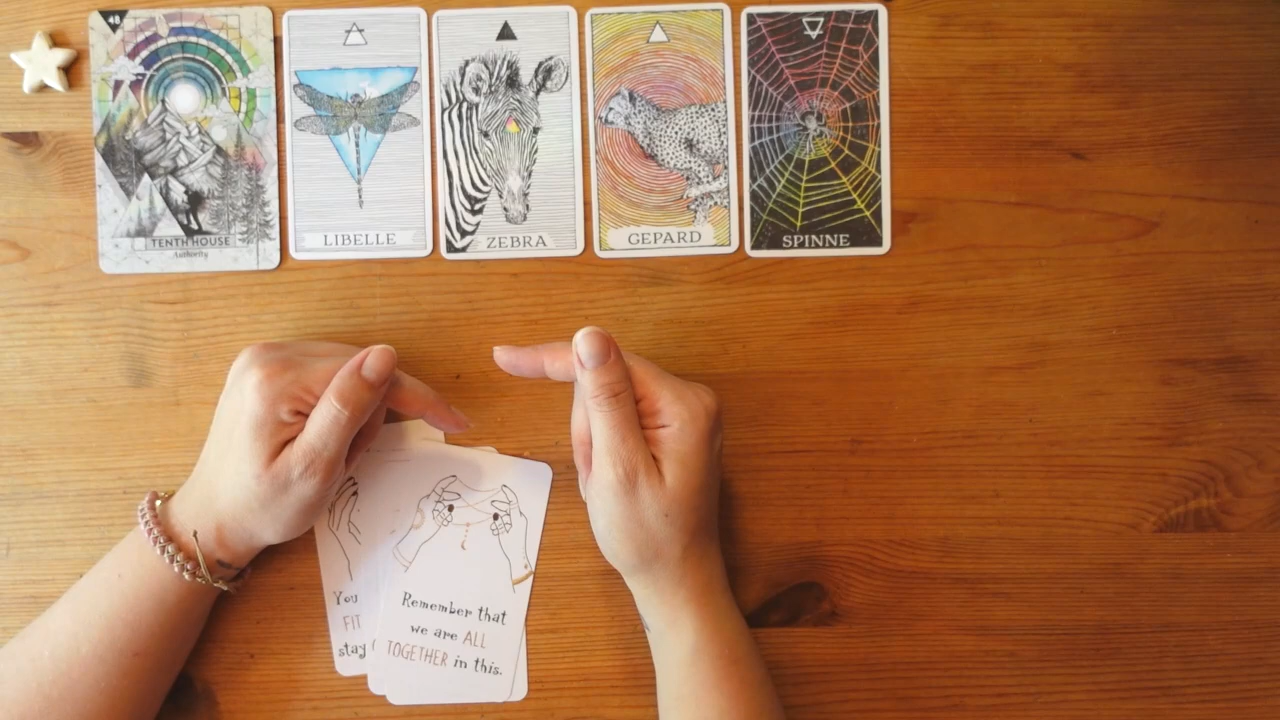 48
TENTH HOUSE
Authority
LIBELLE
ZEBRA
GEPARD
SPINNE
You
FIT
stay
Remember that
we are ALL
TOGETHER in this.